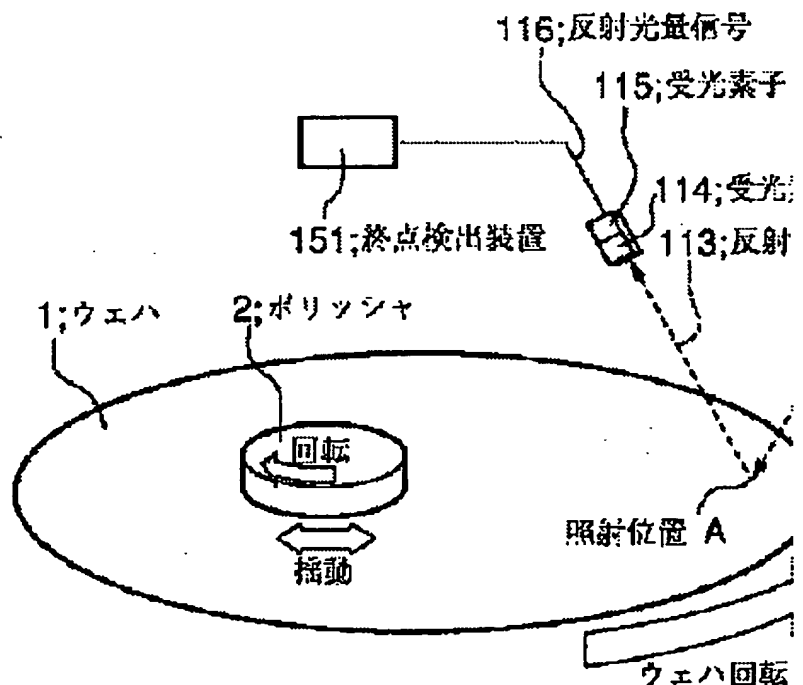 116;反射光量信号
115;受光素子
114;受光
113;反射
151;終点検出装置
1;ウェハ
2;ポリッシャ
回転
照射位置 A
揺動
ウェハ回転